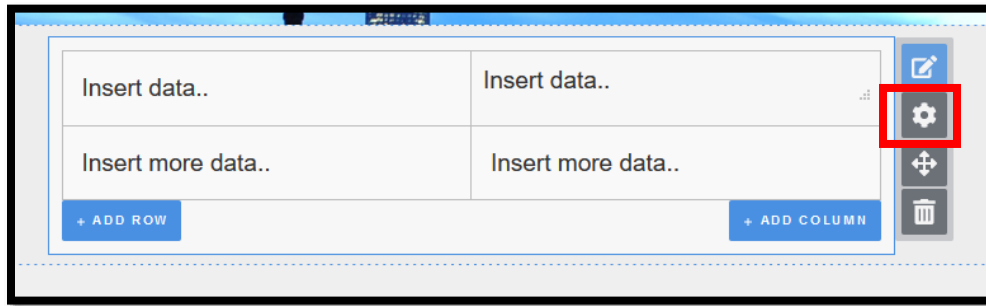 Insert data.. Insert data..
Insert more data.. Insert more data..
+ ADD ROW + ADD COLUMN